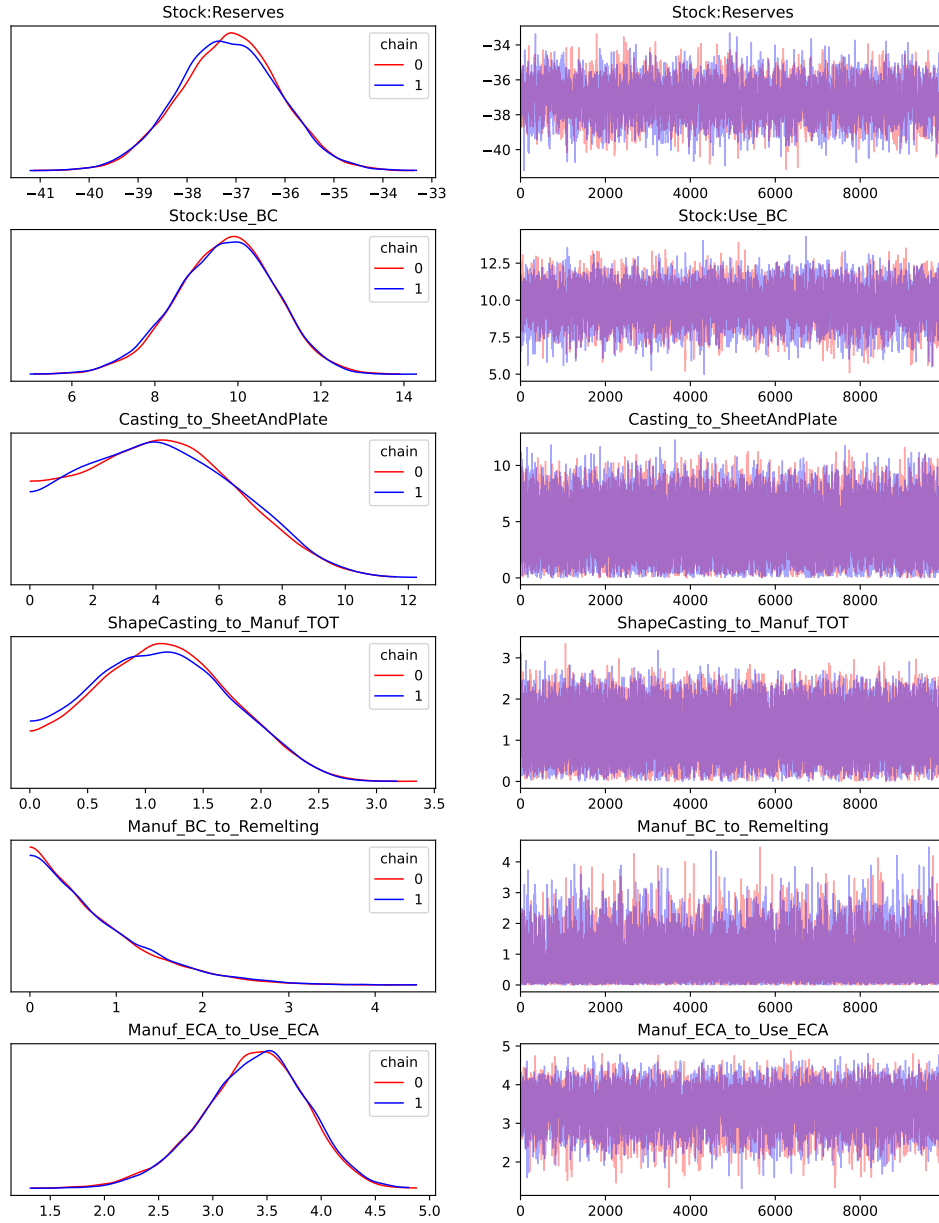 Stock:Reserves
chain
0
1
−41 −40 −39 −38 −37 −36 −35 −34 −33
Stock:Reserves
−34
−36
−38
−40
0 2000 4000 6000 8000
Stock:Use_BC
chain
0
1
6 8 10 12 14
Stock:Use_BC
12.5
10.0
7.5
5.0
0 2000 4000 6000 8000
Casting_to_SheetAndPlate
chain
0
1
0 2 4 6 8 10 12
Casting_to_SheetAndPlate
10
5
0
0 2000 4000 6000 8000
ShapeCasting_to_Manuf_TOT
chain
0
1
0.0 0.5 1.0 1.5 2.0 2.5 3.0 3.5
ShapeCasting_to_Manuf_TOT
3
2
1
0
0 2000 4000 6000 8000
Manuf_BC_to_Remelting
chain
0
1
0 1 2 3 4
Manuf_BC_to_Remelting
4
3
2
1
0
0 2000 4000 6000 8000
Manuf_ECA_to_Use_ECA
chain
0
1
1.5 2.0 2.5 3.0 3.5 4.0 4.5 5.0
Manuf_ECA_to_Use_ECA
5
4
3
2
0 2000 4000 6000 8000